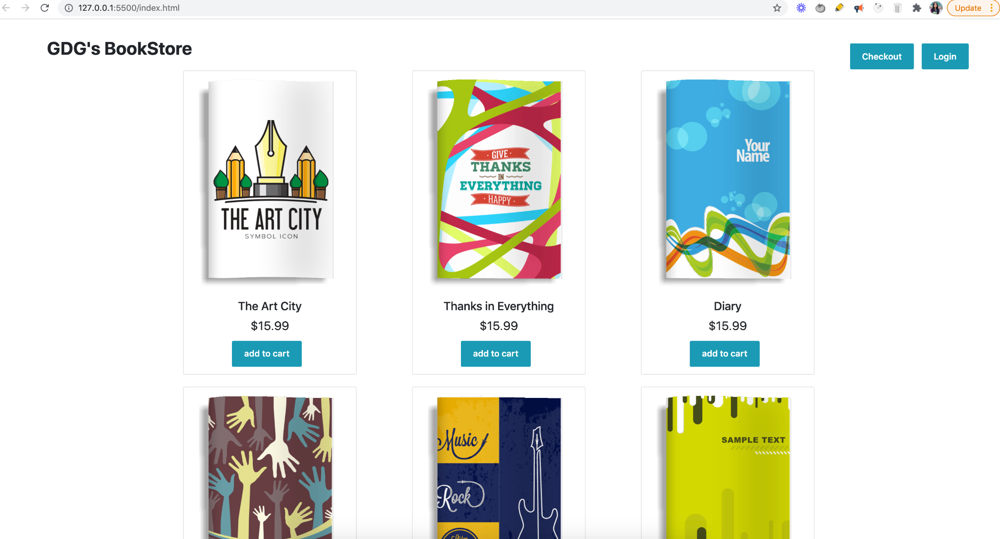 127.0.0.1:5500/index.html
Update
GDG's BookStore
Checkout
Login
THE ART CITY
SYMBOL ICON
· GIVE ·
THANKS
IN
EVERYTHING
· HAPPY ·
Your
Name
The Art City
Thanks in Everything
Diary
$15.99
$15.99
$15.99
add to cart
add to cart
add to cart
Music
Rock
SAMPLE TEXT